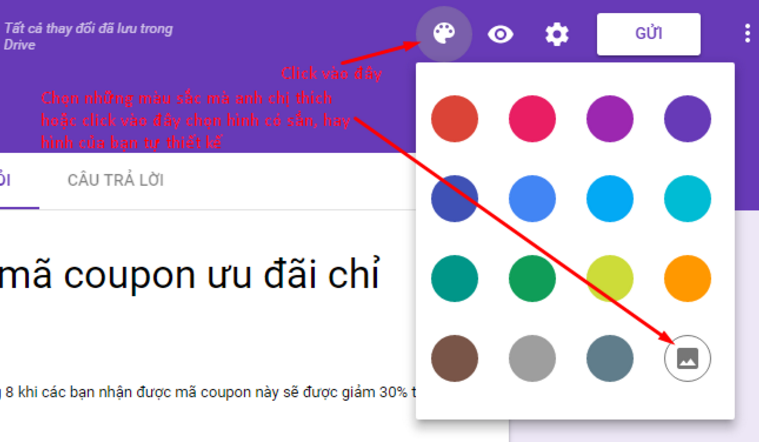 Tất cả thay đổi đã lưu trong
Drive
GỬI
Click vào đây
Chọn những màu sắc mà anh chị thích
hoặc click vào đây chọn hình có sẵn, hay
hình của bạn tự thiết kế
ỎI
CÂU TRẢ LỜI
mã coupon ưu đãi chỉ
g 8 khi các bạn nhận được mã coupon này sẽ được giảm 30% t